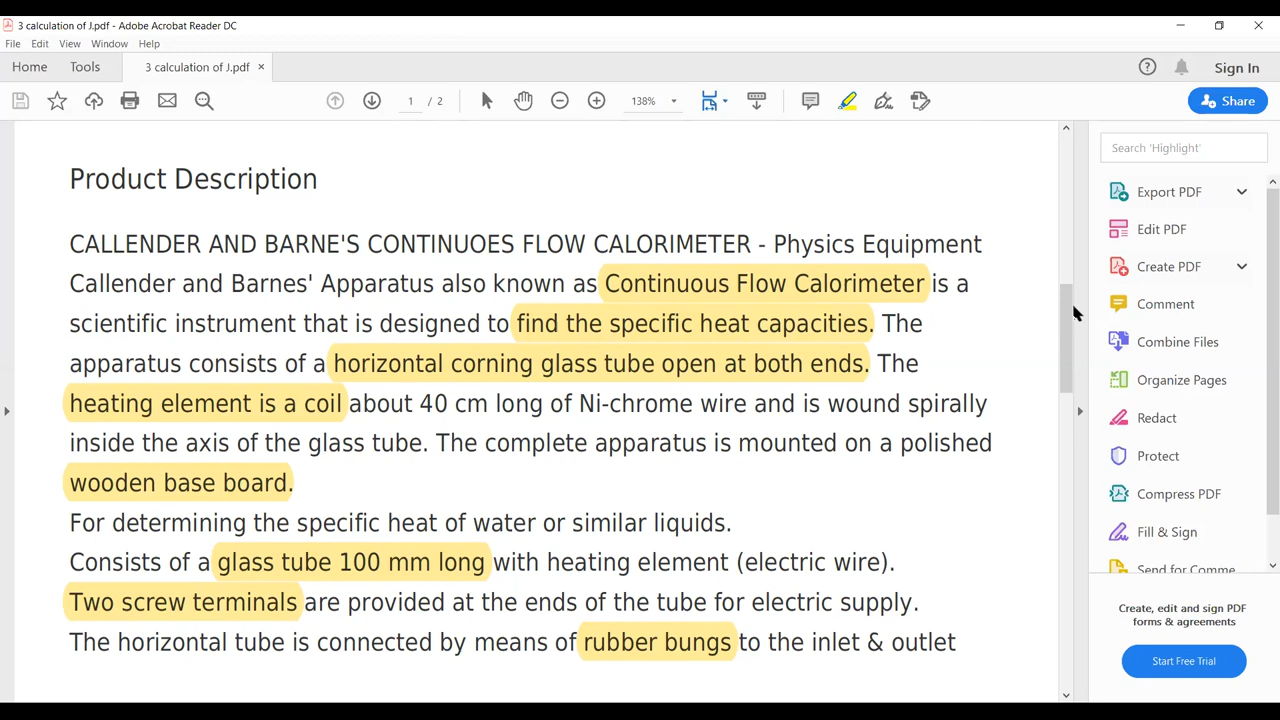 3 calculation of J.pdf - Adobe Acrobat Reader DC
File Edit View Window Help
Home Tools 3 calculation of J.pdf × Sign In
1 / 2 138% Share
Product Description
CALLENDER AND BARNE'S CONTINUOES FLOW CALORIMETER - Physics Equipment
Callender and Barnes' Apparatus also known as Continuous Flow Calorimeter is a
scientific instrument that is designed to find the specific heat capacities. The
apparatus consists of a horizontal corning glass tube open at both ends. The
heating element is a coil about 40 cm long of Ni-chrome wire and is wound spirally
inside the axis of the glass tube. The complete apparatus is mounted on a polished
wooden base board.
For determining the specific heat of water or similar liquids.
Consists of a glass tube 100 mm long with heating element (electric wire).
Two screw terminals are provided at the ends of the tube for electric supply.
The horizontal tube is connected by means of rubber bungs to the inlet & outlet
Search 'Highlight'
Export PDF
Edit PDF
Create PDF
Comment
Combine Files
Organize Pages
Redact
Protect
Compress PDF
Fill & Sign
Send for Comme
Create, edit and sign PDF
forms & agreements
Start Free Trial